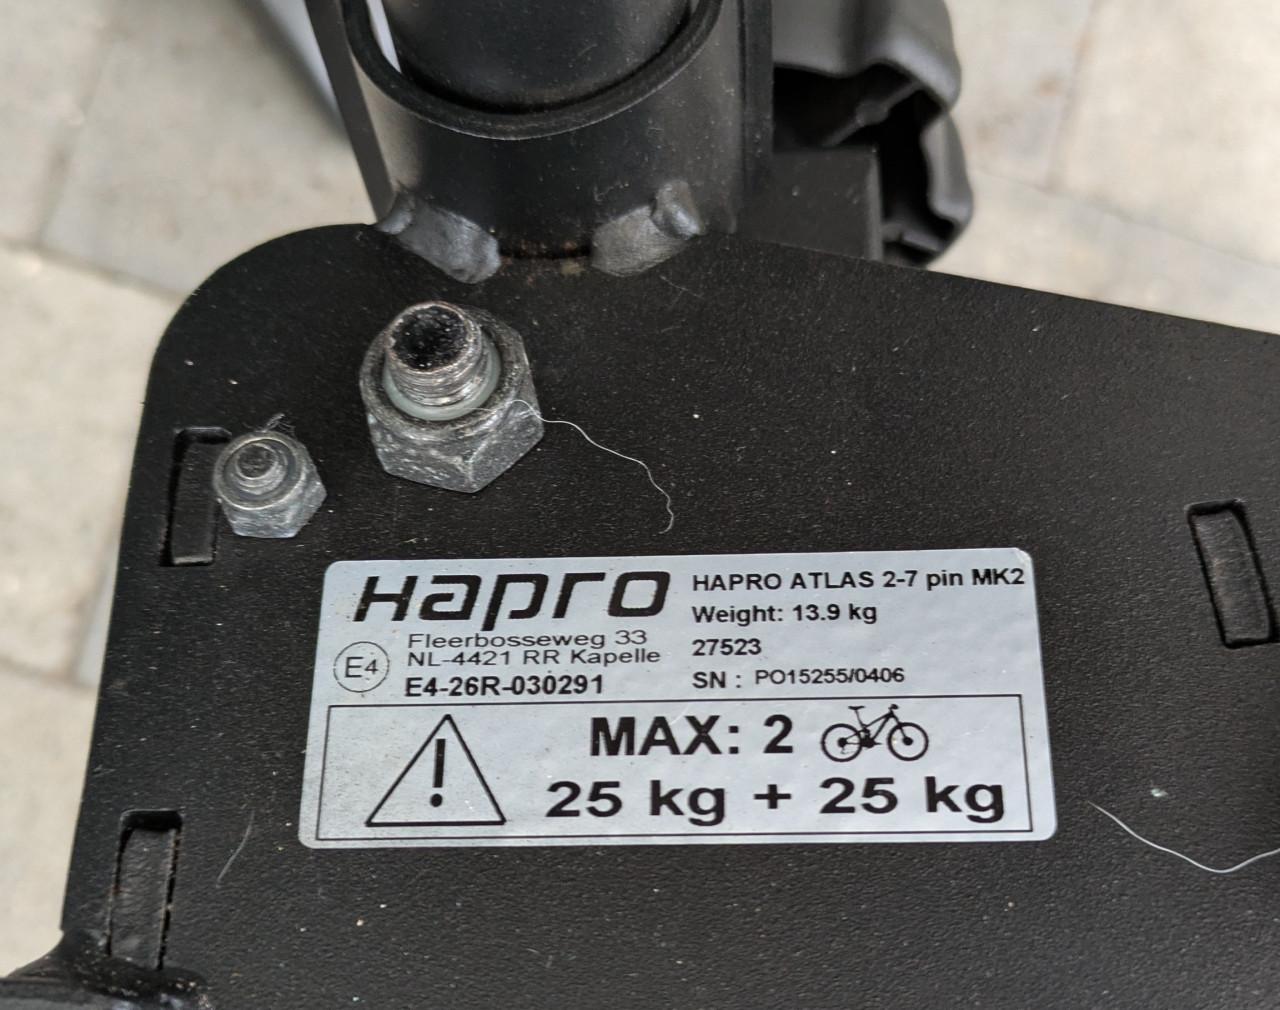 Hapro
Fleerbosseweg 33
NL-4421 RR Kapelle
E4
E4-26R-030291
HAPRO ATLAS 2-7 pin MK2
Weight: 13.9 kg
27523
SN : PO15255/0406
!
MAX: 2
25 kg + 25 kg